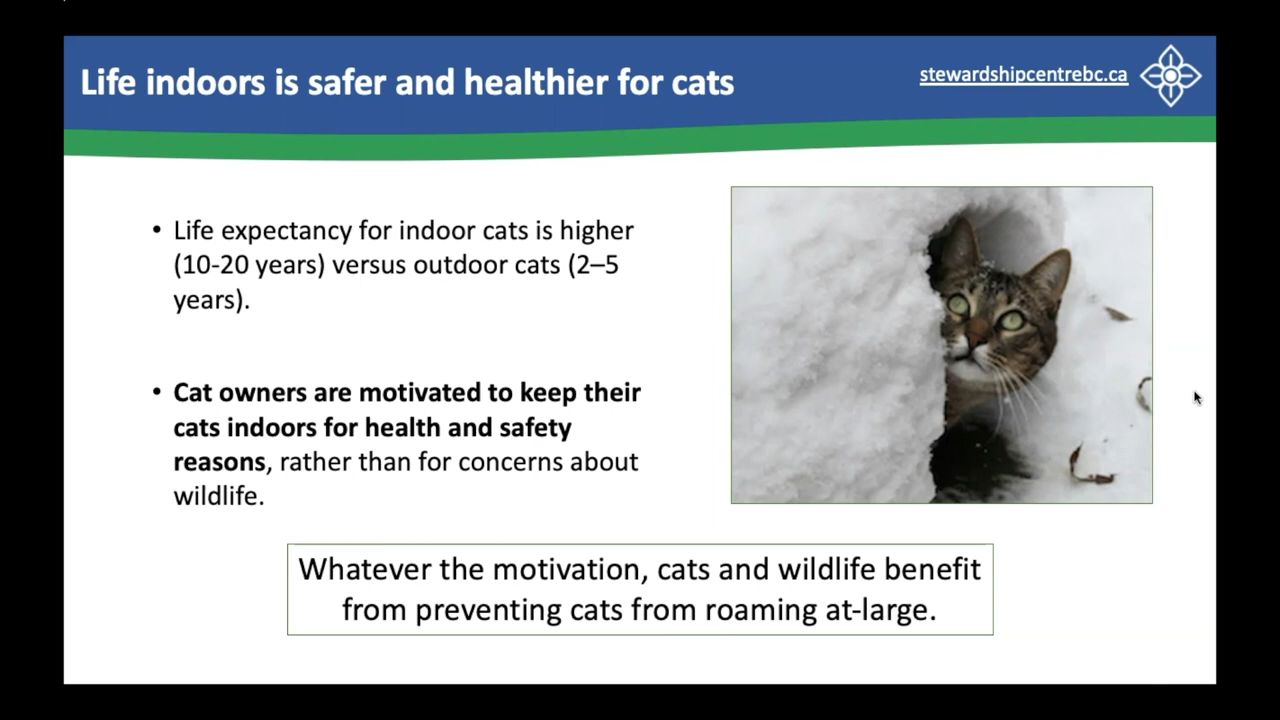 Life indoors is safer and healthier for cats
stewardshipcentrebc.ca
• Life expectancy for indoor cats is higher
(10-20 years) versus outdoor cats (2–5
years).
• Cat owners are motivated to keep their
cats indoors for health and safety
reasons, rather than for concerns about
wildlife.
Whatever the motivation, cats and wildlife benefit
from preventing cats from roaming at-large.